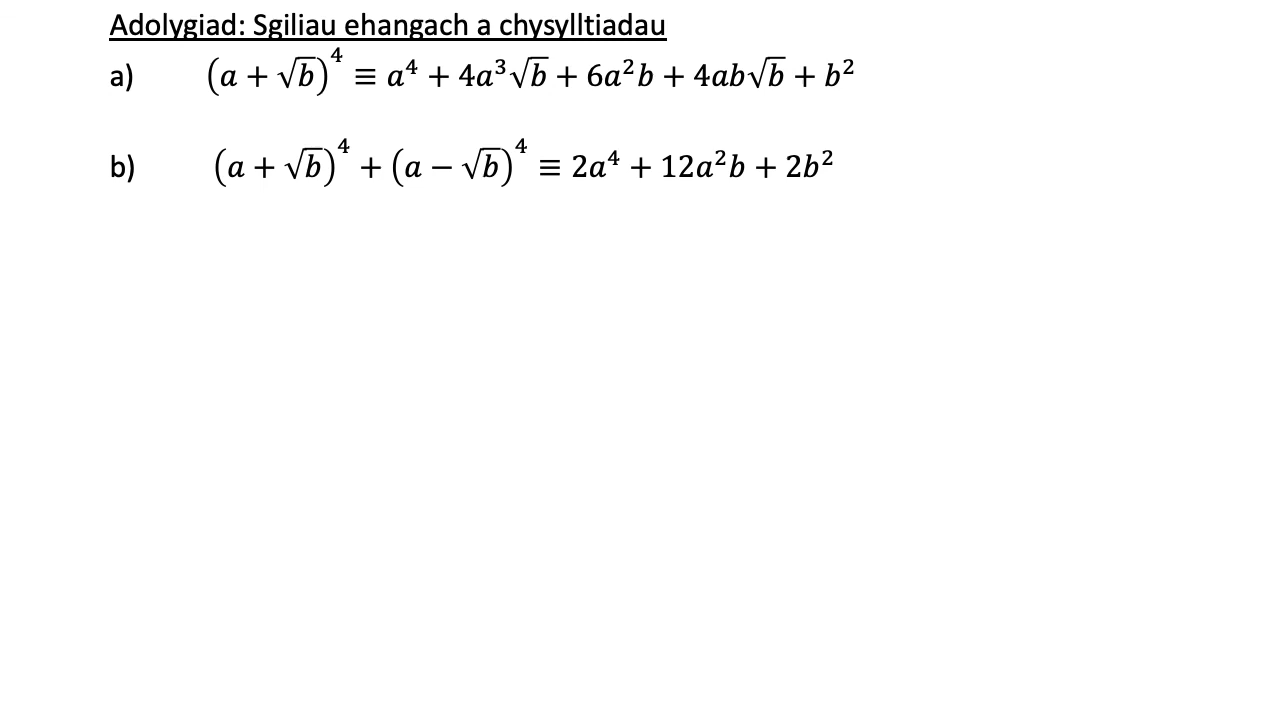 Adolygiad: Sgiliau ehangach a chysylltiadau
a) (a + √b)⁴ ≡ a⁴ + 4a³√b + 6a²b + 4ab√b + b²
b) (a + √b)⁴ + (a − √b)⁴ ≡ 2a⁴ + 12a²b + 2b²